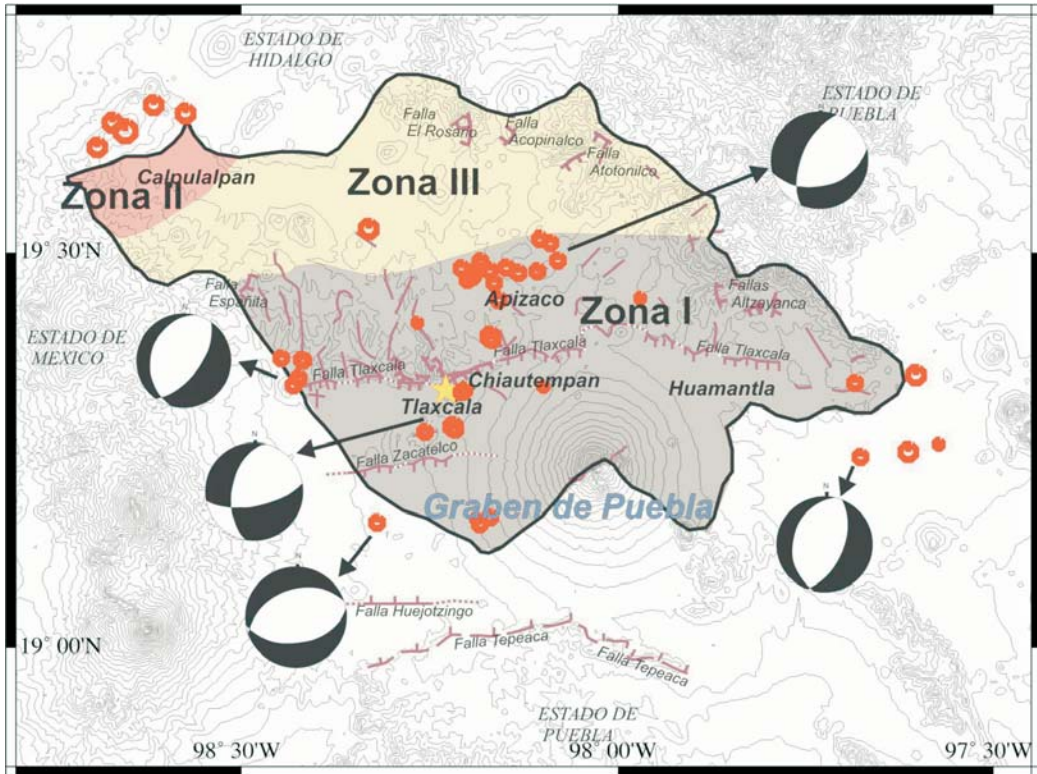 ESTADO DE
HIDALGO
ESTADO DE
PUEBLA
Falla
El Rosario
Falla
Acopinalco
Falla
Atotonilco
Calpulalpan
Zona II
Zona III
19° 30'N
Falla
Españita
Apizaco
Zona I
Fallas
Altzayanca
ESTADO DE
MEXICO
N
Falla Tlaxcala
Falla Tlaxcala
Falla Tlaxcala
Chiautempan
Huamantla
Tlaxcala
N
Falla Zacatelco
Graben de Puebla
N
N
Falla Huejotzingo
Falla Tepeaca
Falla Tepeaca
19° 00'N
ESTADO DE
PUEBLA
98° 30'W
98° 00'W
97° 30'W